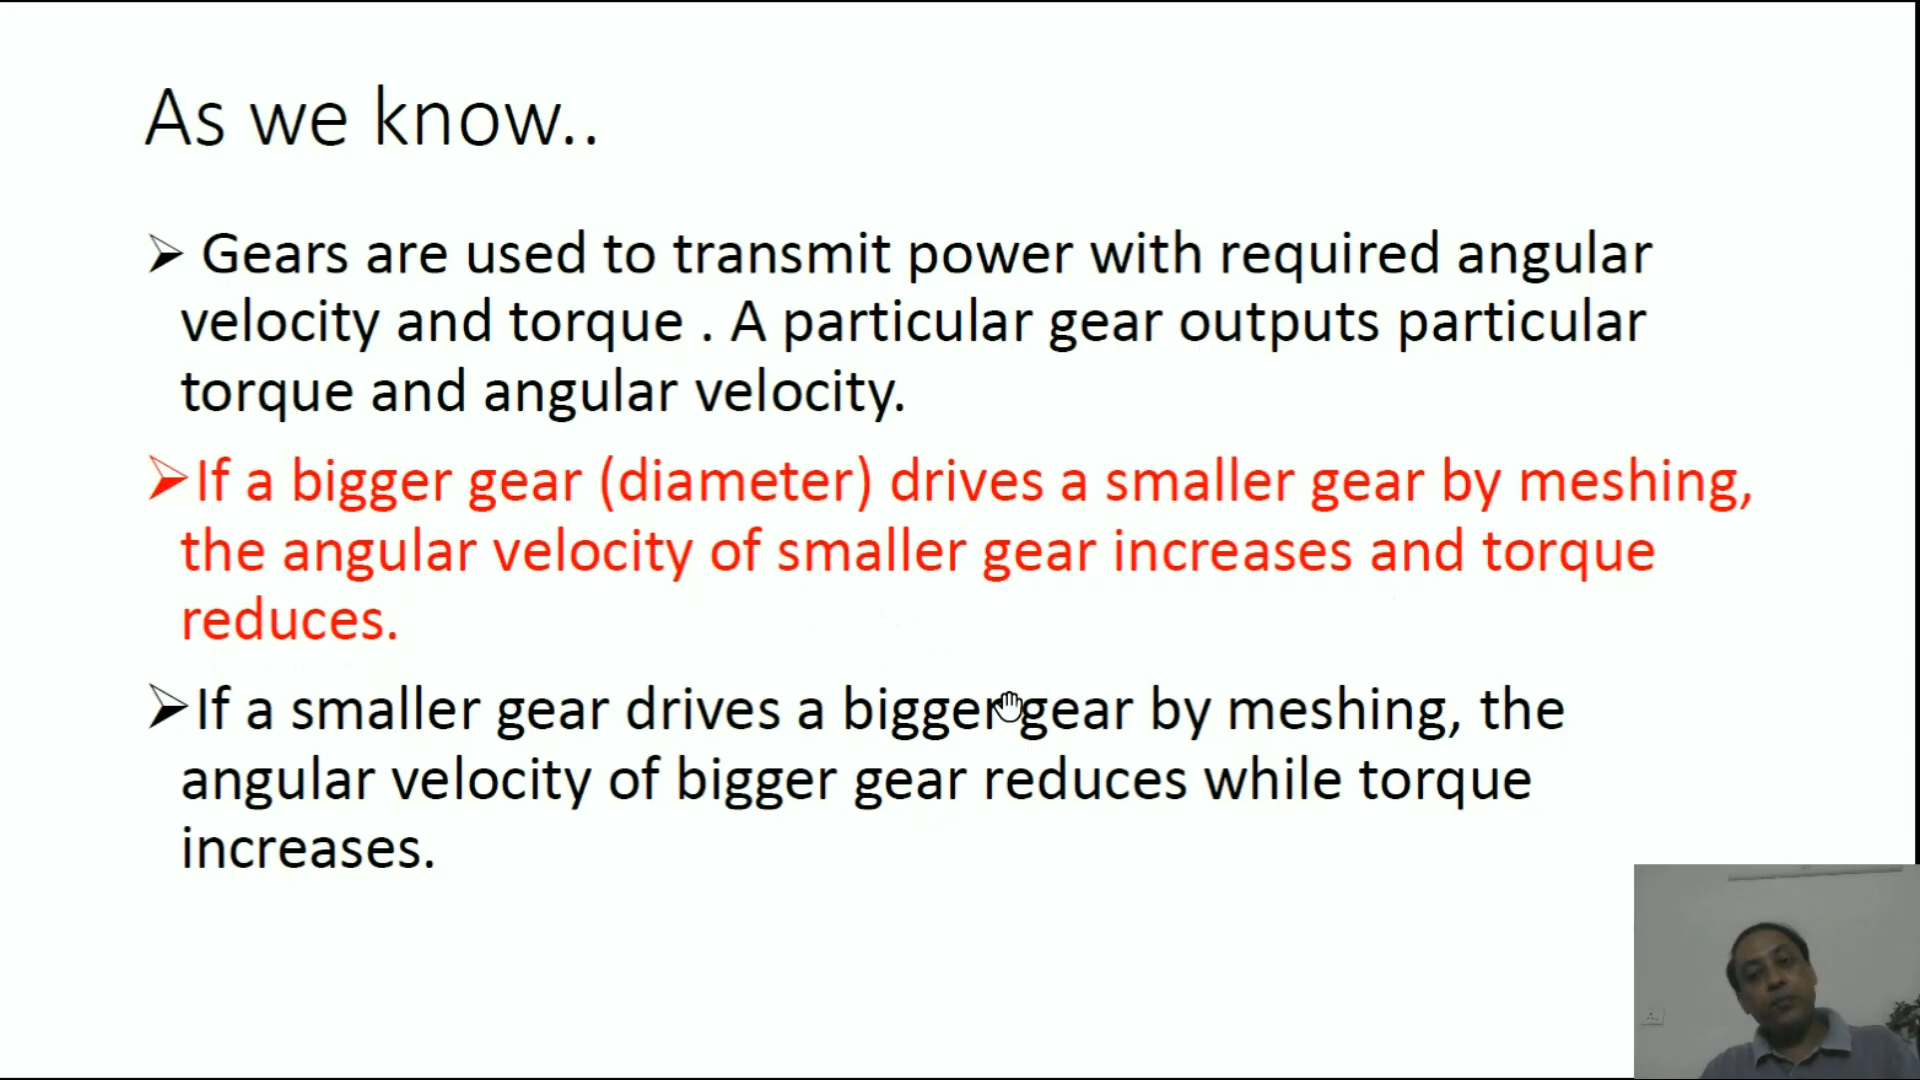 As we know..
Gears are used to transmit power with required angular
velocity and torque . A particular gear outputs particular
torque and angular velocity.
If a bigger gear (diameter) drives a smaller gear by meshing,
the angular velocity of smaller gear increases and torque
reduces.
If a smaller gear drives a bigger gear by meshing, the
angular velocity of bigger gear reduces while torque
increases.